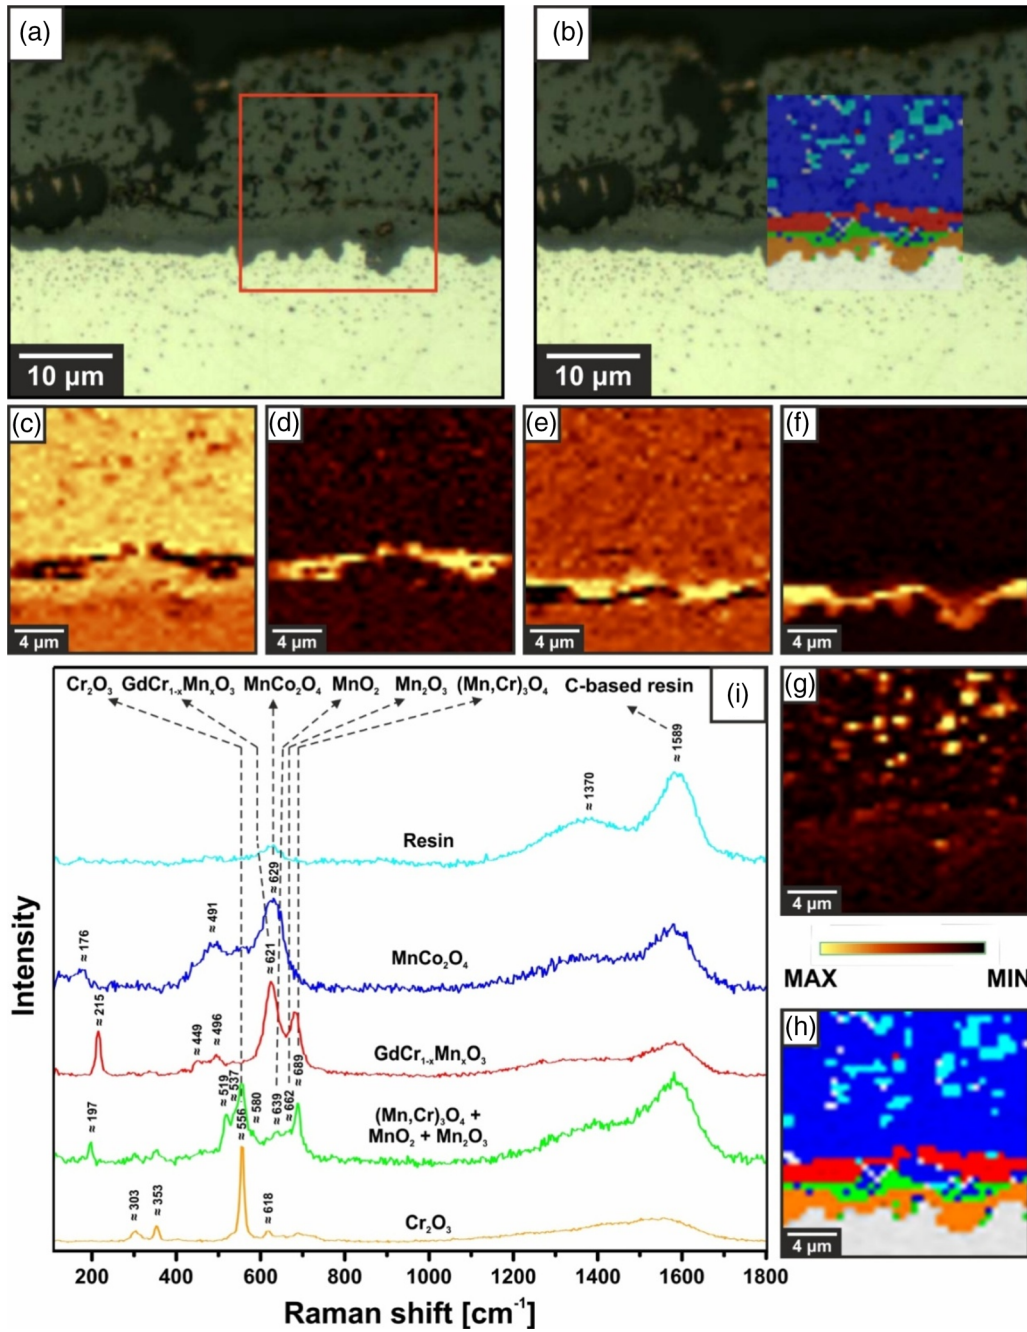 (a)
(b)
10 µm
10 µm
(c)
(d)
(e)
(f)
4 µm
4 µm
4 µm
4 µm
Cr₂O₃ GdCr₁₋ₓMnₓO₃ MnCo₂O₄ MnO₂ Mn₂O₃ (Mn,Cr)₃O₄ C-based resin
(i)
≈ 1589
≈ 1370
Resin
≈ 629
≈ 491
≈ 176
MnCo₂O₄
≈ 621
≈ 215
≈ 449
≈ 496
GdCr₁₋ₓMnₓO₃
≈ 689
≈ 197
≈ 519
≈ 537
≈ 556
≈ 580
≈ 639
≈ 662
(Mn,Cr)₃O₄ +
MnO₂ + Mn₂O₃
≈ 303
≈ 353
≈ 618
Cr₂O₃
Intensity
200 400 600 800 1000 1200 1400 1600 1800
Raman shift [cm⁻¹]
(g)
4 µm
MAX MIN
(h)
4 µm